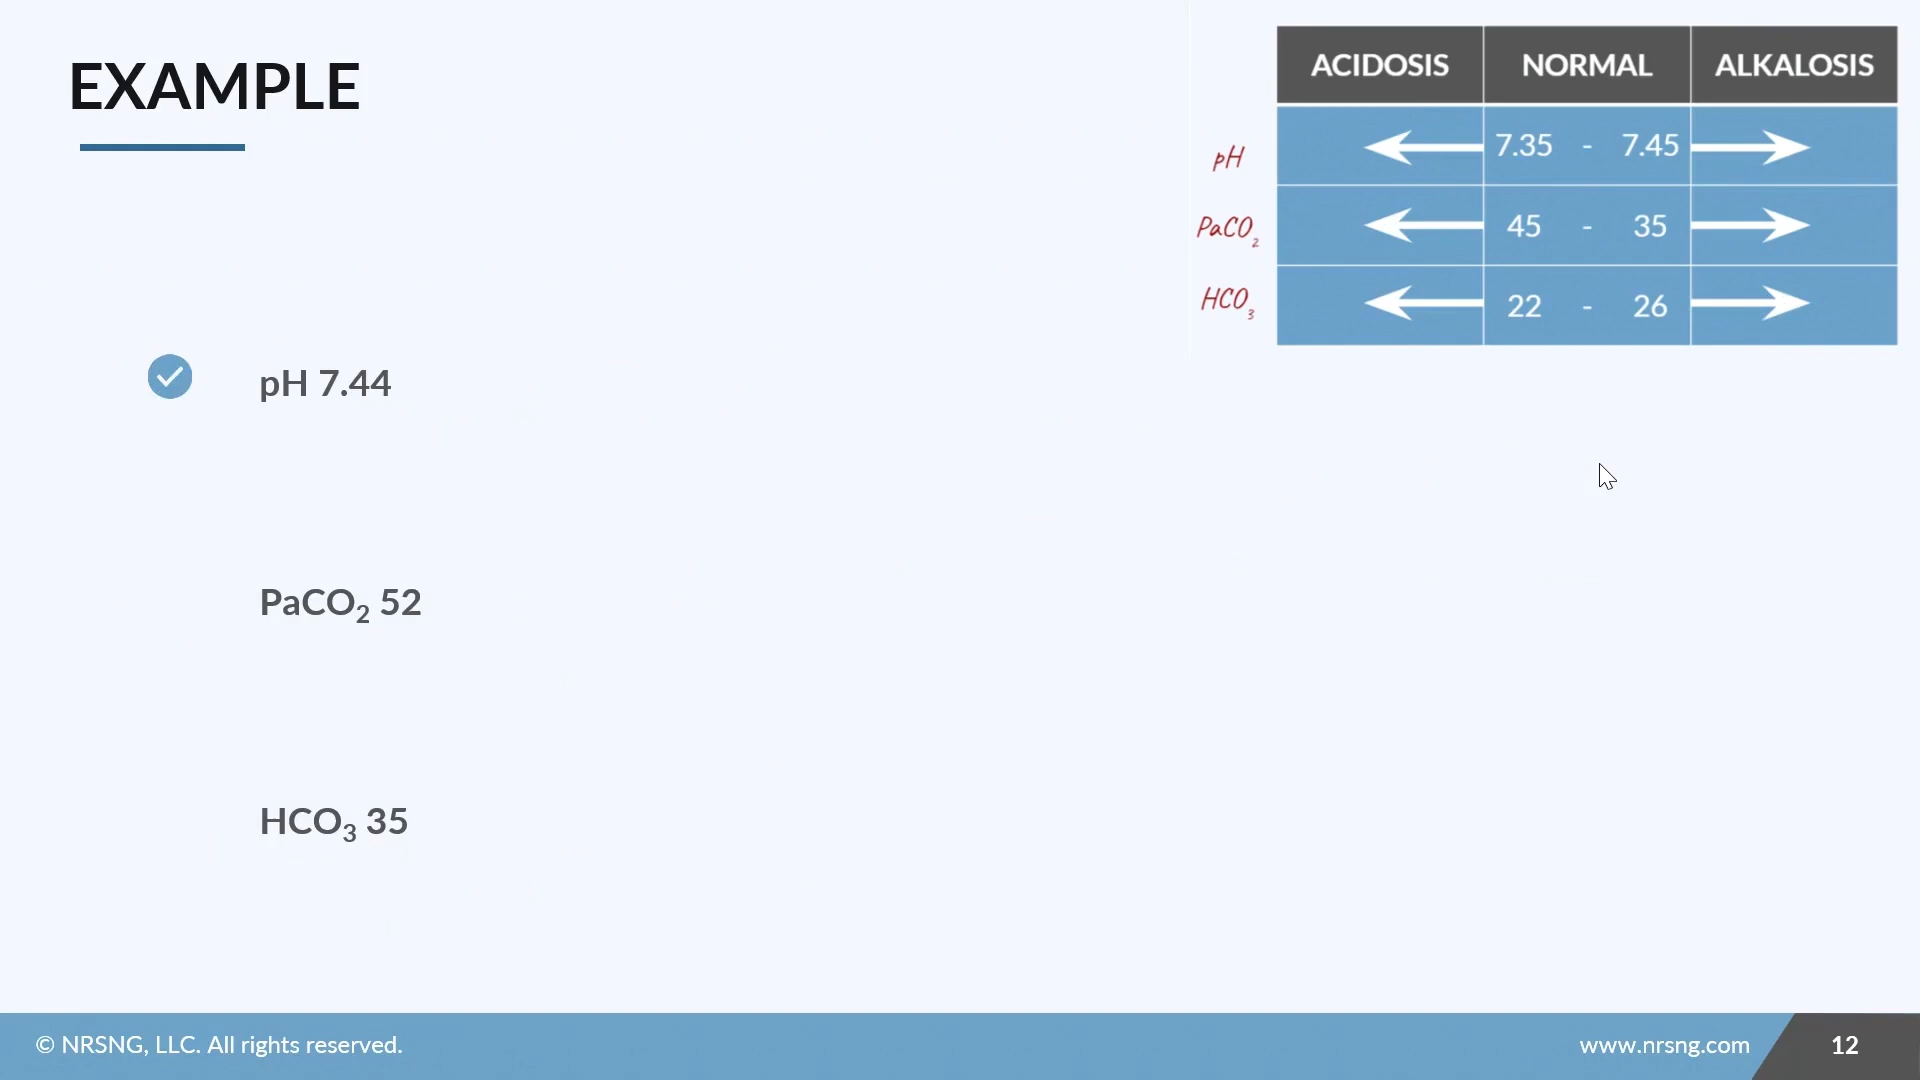 EXAMPLE
ACIDOSIS NORMAL ALKALOSIS
pH 7.35 - 7.45
PaCO₂ 45 - 35
HCO₃ 22 - 26
pH 7.44
PaCO₂ 52
HCO₃ 35
© NRSNG, LLC. All rights reserved.
www.nrsng.com 12